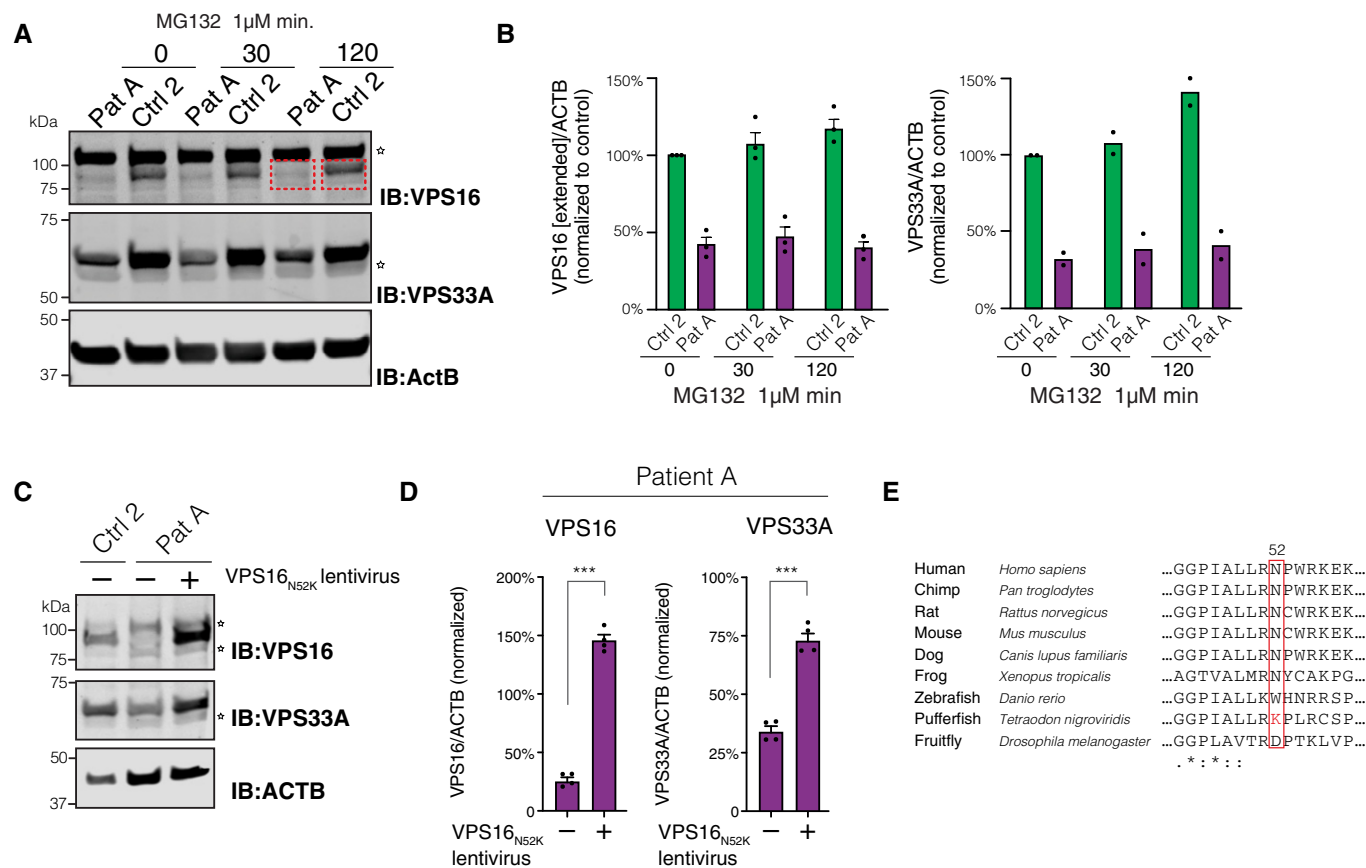 A
MG132 1µM min.
0 30 120
Pat A Ctrl 2 Pat A Ctrl 2 Pat A Ctrl 2
kDa
100
75
☆
IB:VPS16
75
50
☆
IB:VPS33A
50
37
IB:ActB
B
VPS16 [extended]/ACTB
(normalized to control)
150%
100%
50%
0%
Ctrl 2 Pat A Ctrl 2 Pat A Ctrl 2 Pat A
0 30 120
MG132 1µM min
VPS33A/ACTB
(normalized to control)
150%
100%
50%
0%
Ctrl 2 Pat A Ctrl 2 Pat A Ctrl 2 Pat A
0 30 120
MG132 1µM min
C
Ctrl 2 Pat A
− − + VPS16N52K lentivirus
kDa
100
75
☆
☆
IB:VPS16
75
50
☆
IB:VPS33A
50
37
IB:ACTB
D
Patient A
VPS16
VPS16/ACTB (normalized)
200%
150%
100%
50%
0
***
VPS16N52K − +
lentivirus
VPS33A
VPS33A/ACTB (normalized)
100%
75%
50%
25%
0
***
VPS16N52K − +
lentivirus
E
52
Human Homo sapiens ...GGPIALLRNPWRKEK...
Chimp Pan troglodytes ...GGPIALLRNPWRKEK...
Rat Rattus norvegicus ...GGPIALLRNCWRKEK...
Mouse Mus musculus ...GGPIALLRNCWRKEK...
Dog Canis lupus familiaris ...GGPIALLRNPWRKEK...
Frog Xenopus tropicalis ...AGTVALMRNYCAKPG...
Zebrafish Danio rerio ...GGPIALLKWHNRRSP...
Pufferfish Tetraodon nigroviridis ...GGPIALLRKPLRCSP...
Fruitfly Drosophila melanogaster ...GGPLAVTRDPTKLVP...
.*:*::